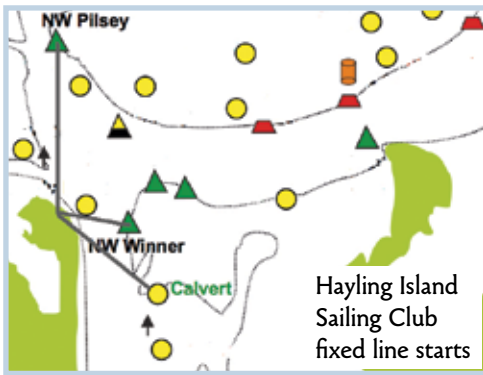 NW Pilsey
NW Winner
Calvert
Hayling Island
Sailing Club
fixed line starts